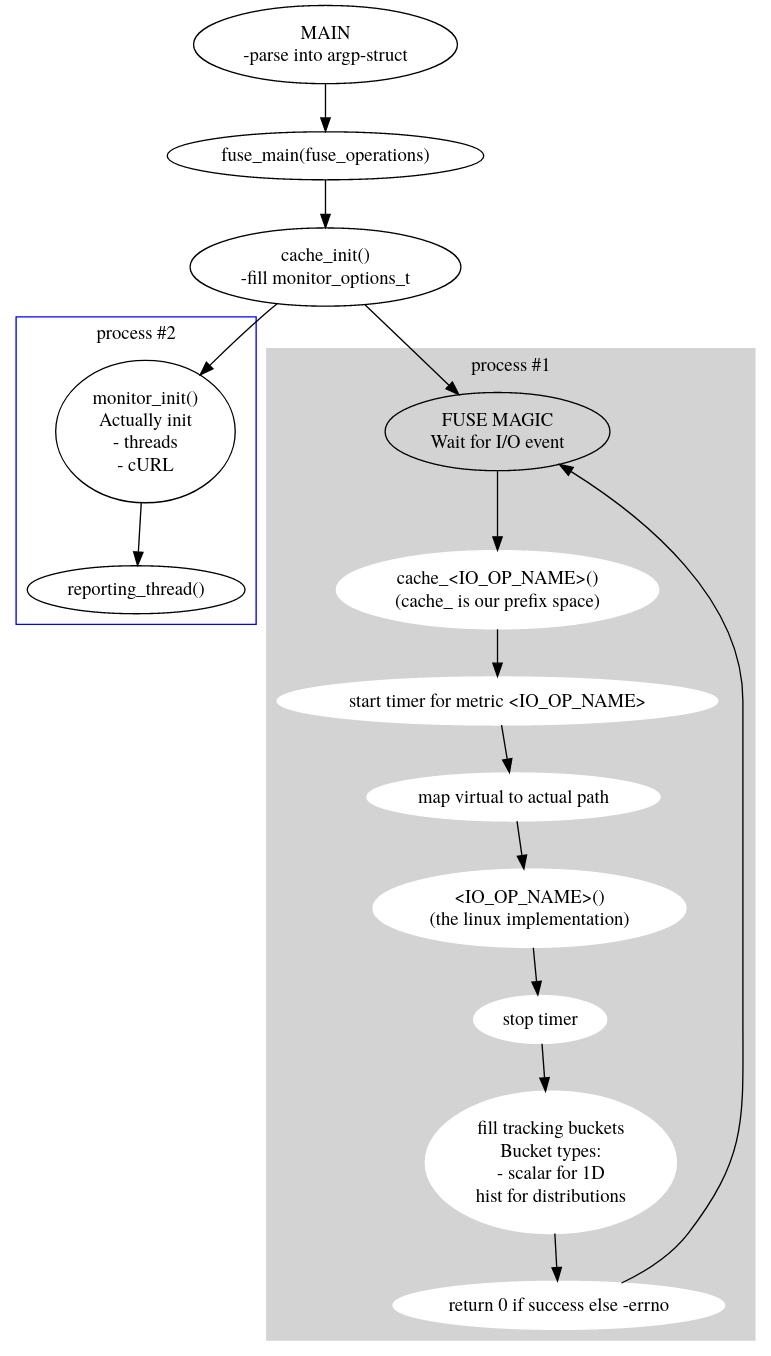 MAIN
-parse into argp-struct
fuse_main(fuse_operations)
cache_init()
-fill monitor_options_t
process #2
monitor_init()
Actually init
- threads
- cURL
reporting_thread()
process #1
FUSE MAGIC
Wait for I/O event
cache_<IO_OP_NAME>()
(cache_ is our prefix space)
start timer for metric <IO_OP_NAME>
map virtual to actual path
<IO_OP_NAME>()
(the linux implementation)
stop timer
fill tracking buckets
Bucket types:
- scalar for 1D
hist for distributions
return 0 if success else -errno